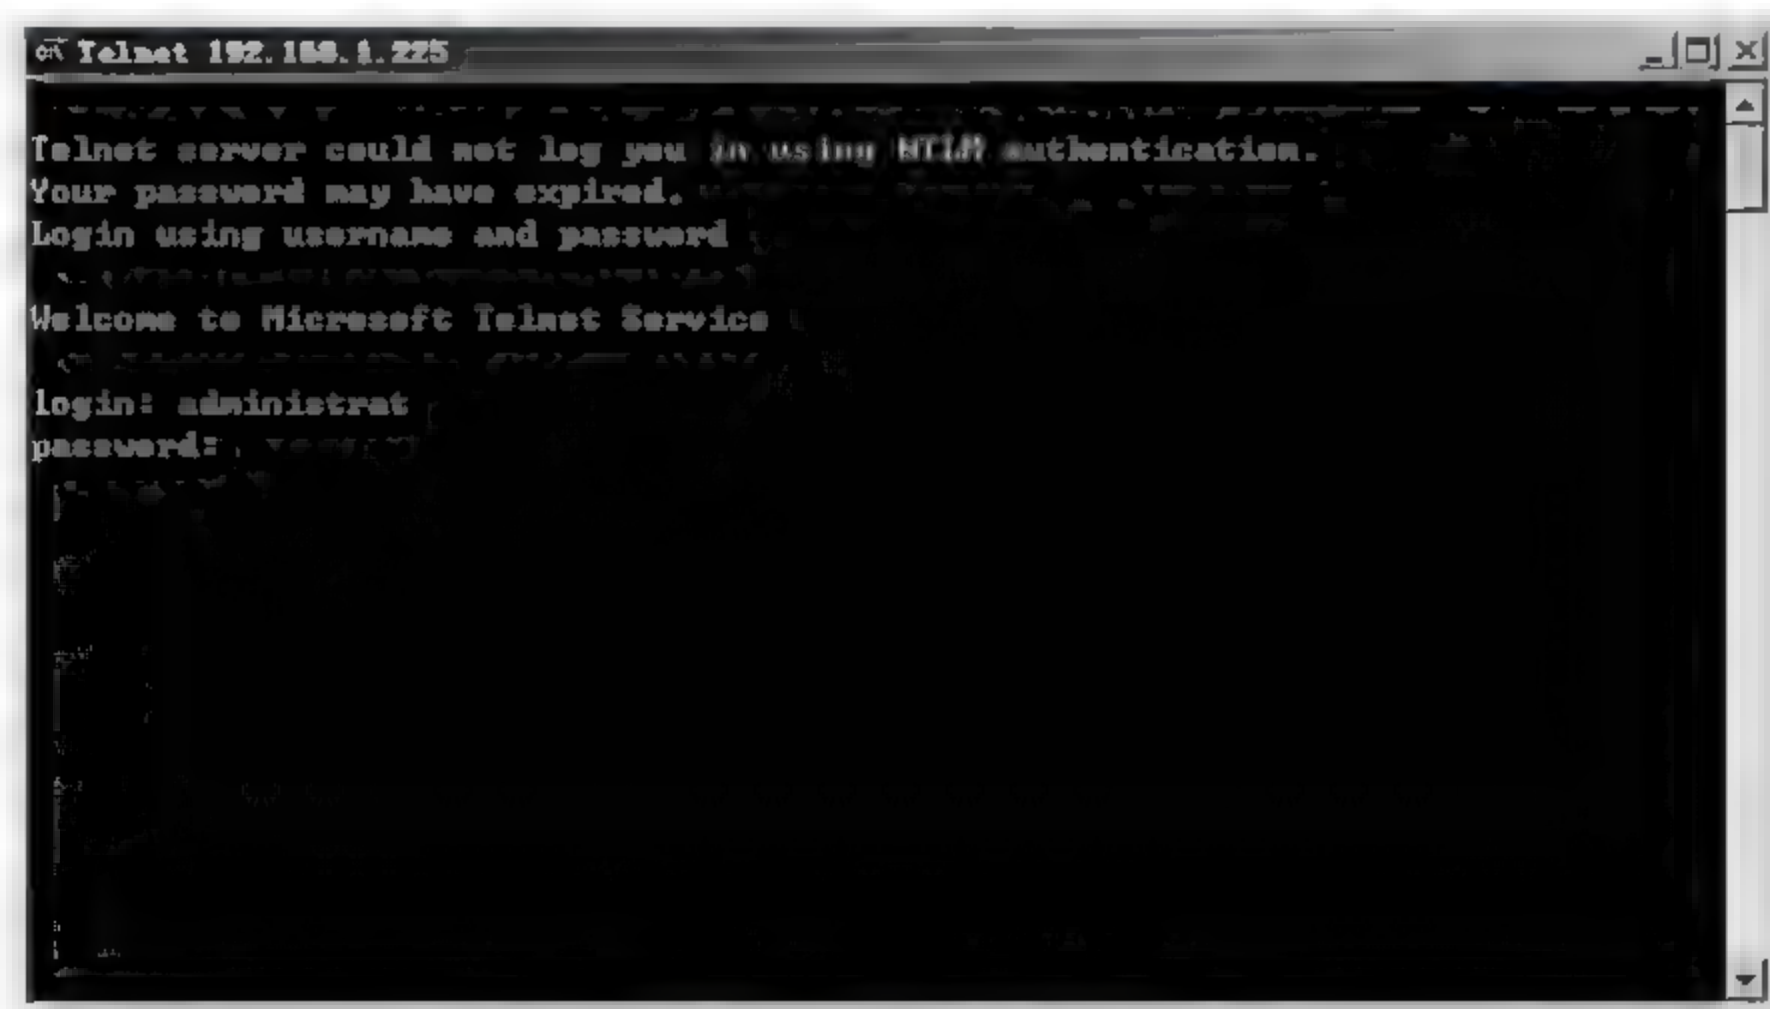 Telnet 192.168.1.225
Telnet server could not log you in using NTLM authentication.
Your password may have expired.
Login using username and password
Welcome to Microsoft Telnet Service
login: administrat
password: